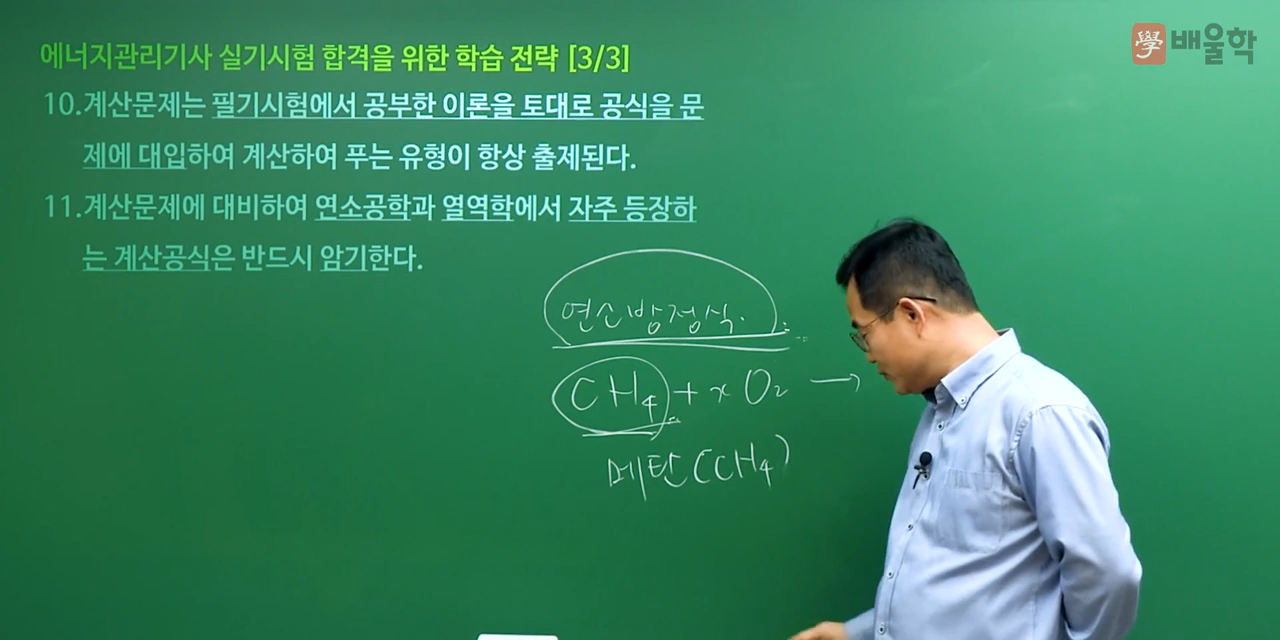 學 배울학
에너지관리기사 실기시험 합격을 위한 학습 전략 [3/3]
10.계산문제는 필기시험에서 공부한 이론을 토대로 공식을 문
제에 대입하여 계산하여 푸는 유형이 항상 출제된다.
11.계산문제에 대비하여 연소공학과 열역학에서 자주 등장하
는 계산공식은 반드시 암기한다.
연소방정식.
CH₄ + x O₂ →
메탄(CH₄)